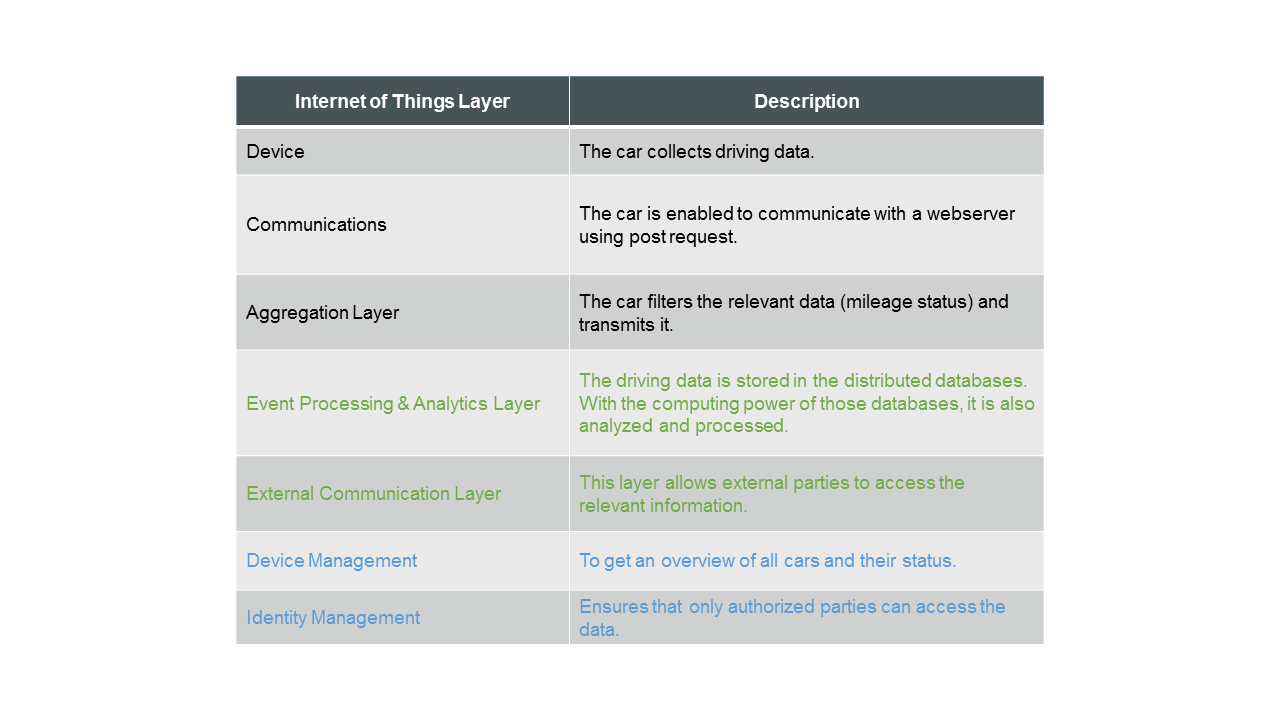 Internet of Things Layer
Description
Device
The car collects driving data.
Communications
The car is enabled to communicate with a webserver
using post request.
Aggregation Layer
The car filters the relevant data (mileage status) and
transmits it.
Event Processing & Analytics Layer
The driving data is stored in the distributed databases.
With the computing power of those databases, it is also
analyzed and processed.
External Communication Layer
This layer allows external parties to access the
relevant information.
Device Management
To get an overview of all cars and their status.
Identity Management
Ensures that only authorized parties can access the
data.